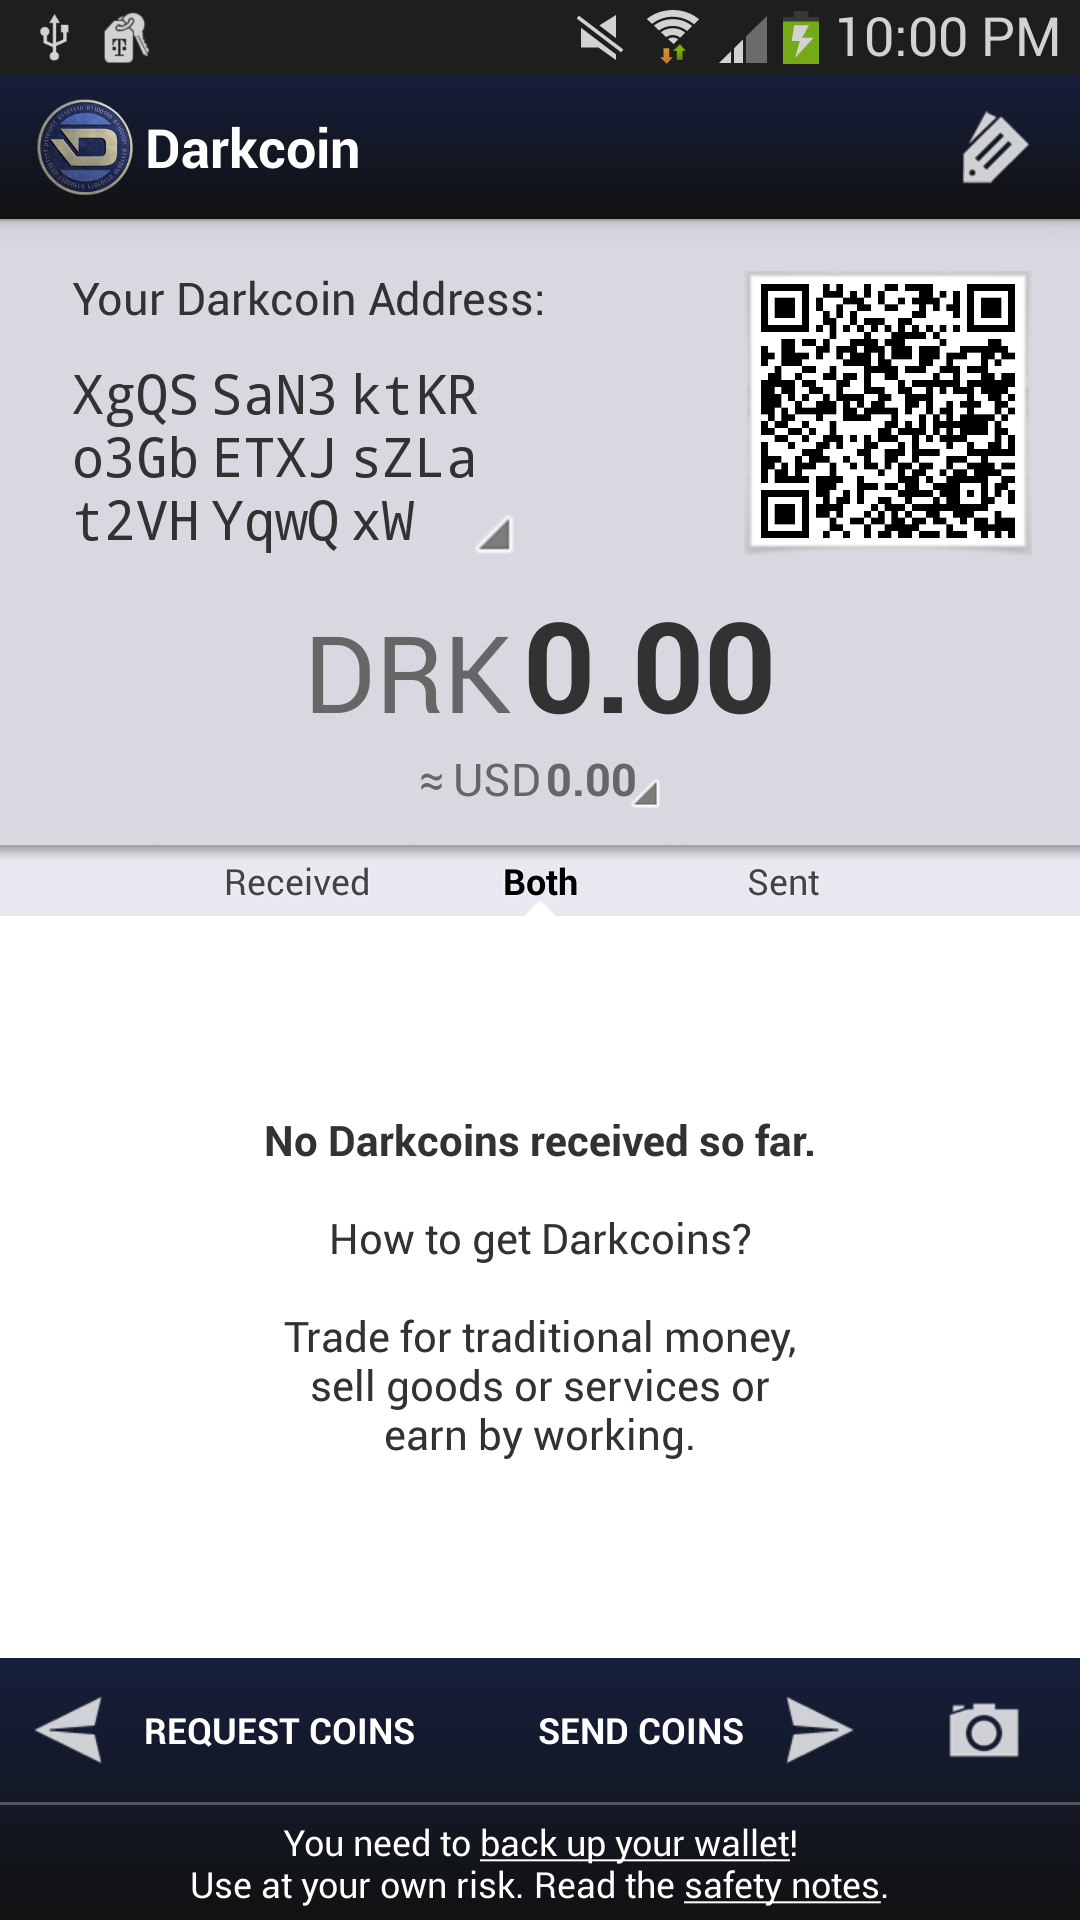 10:00 PM
Darkcoin
Your Darkcoin Address:
XgQS SaN3 ktKR
o3Gb ETXJ sZLa
t2VH YqwQ xW
DRK 0.00
≈ USD 0.00
Received Both Sent
No Darkcoins received so far.
How to get Darkcoins?
Trade for traditional money,
sell goods or services or
earn by working.
REQUEST COINS SEND COINS
You need to back up your wallet!
Use at your own risk. Read the safety notes.